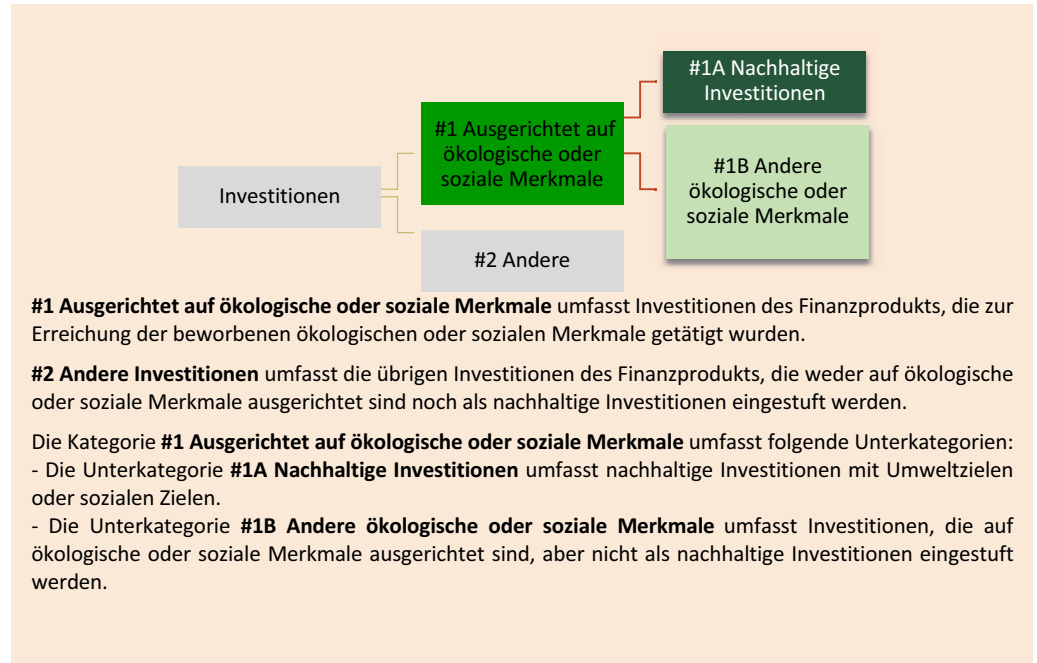 #1A Nachhaltige
Investitionen
#1 Ausgerichtet auf
ökologische oder
soziale Merkmale
#1B Andere
ökologische oder
soziale Merkmale
Investitionen
#2 Andere
#1 Ausgerichtet auf ökologische oder soziale Merkmale umfasst Investitionen des Finanzprodukts, die zur
Erreichung der beworbenen ökologischen oder sozialen Merkmale getätigt wurden.
#2 Andere Investitionen umfasst die übrigen Investitionen des Finanzprodukts, die weder auf ökologische
oder soziale Merkmale ausgerichtet sind noch als nachhaltige Investitionen eingestuft werden.
Die Kategorie #1 Ausgerichtet auf ökologische oder soziale Merkmale umfasst folgende Unterkategorien:
- Die Unterkategorie #1A Nachhaltige Investitionen umfasst nachhaltige Investitionen mit Umweltzielen
oder sozialen Zielen.
- Die Unterkategorie #1B Andere ökologische oder soziale Merkmale umfasst Investitionen, die auf
ökologische oder soziale Merkmale ausgerichtet sind, aber nicht als nachhaltige Investitionen eingestuft
werden.